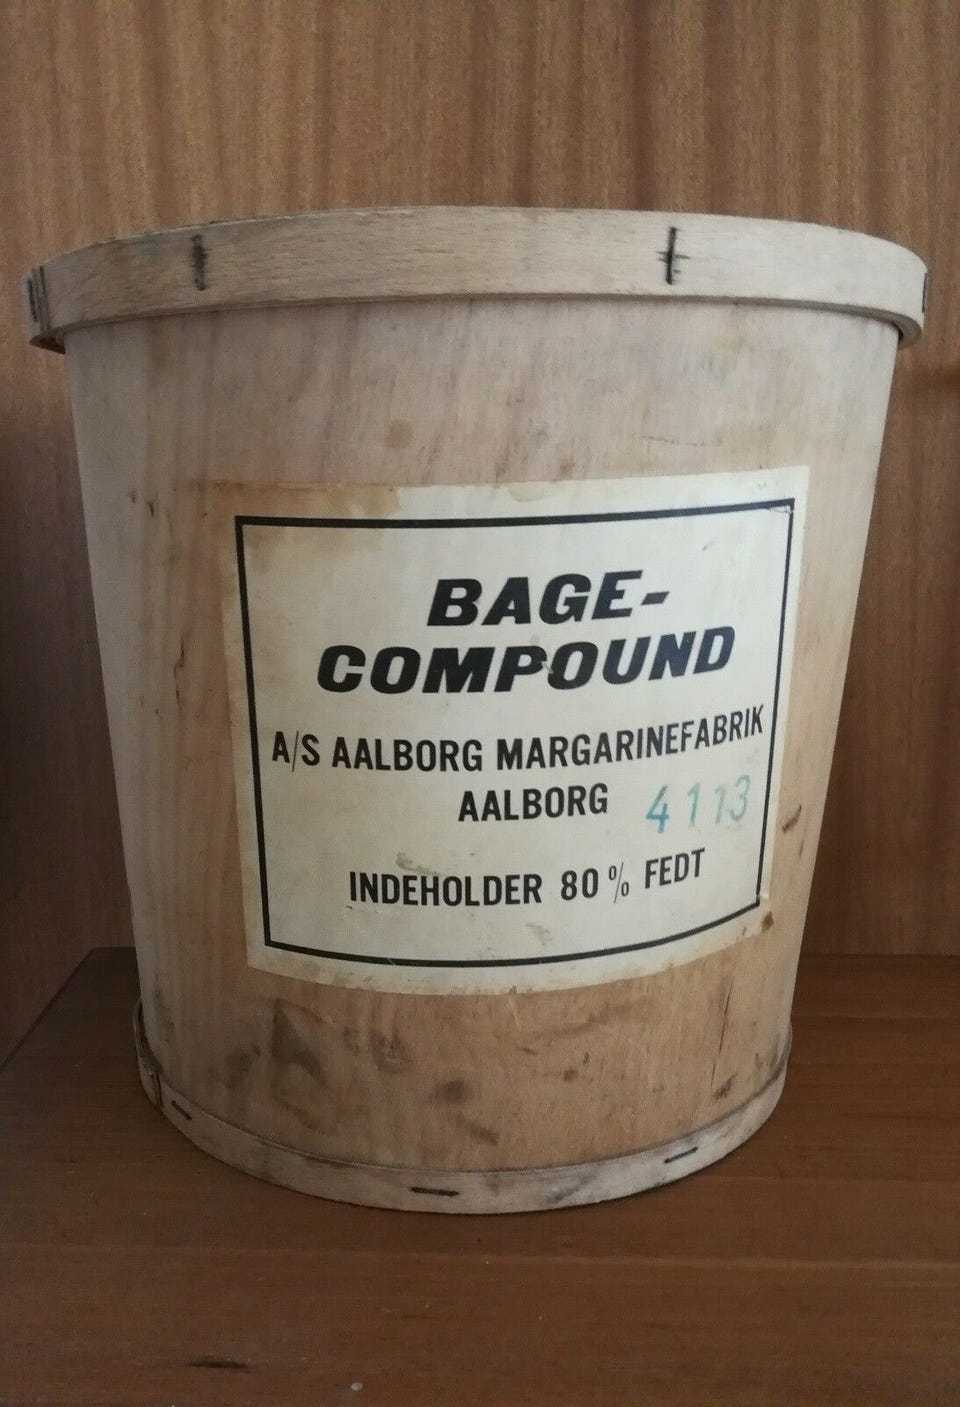 BAGE-
COMPOUND
A/S AALBORG MARGARINEFABRIK
AALBORG 4113
INDEHOLDER 80% FEDT